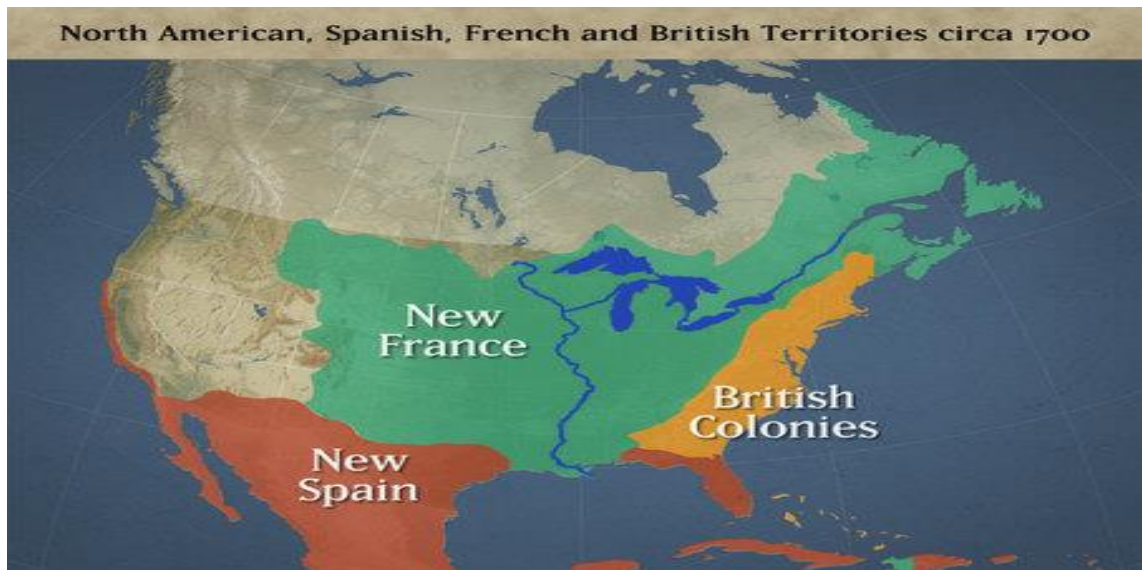 North American, Spanish, French and British Territories circa 1700
New
France
British
Colonies
New
Spain